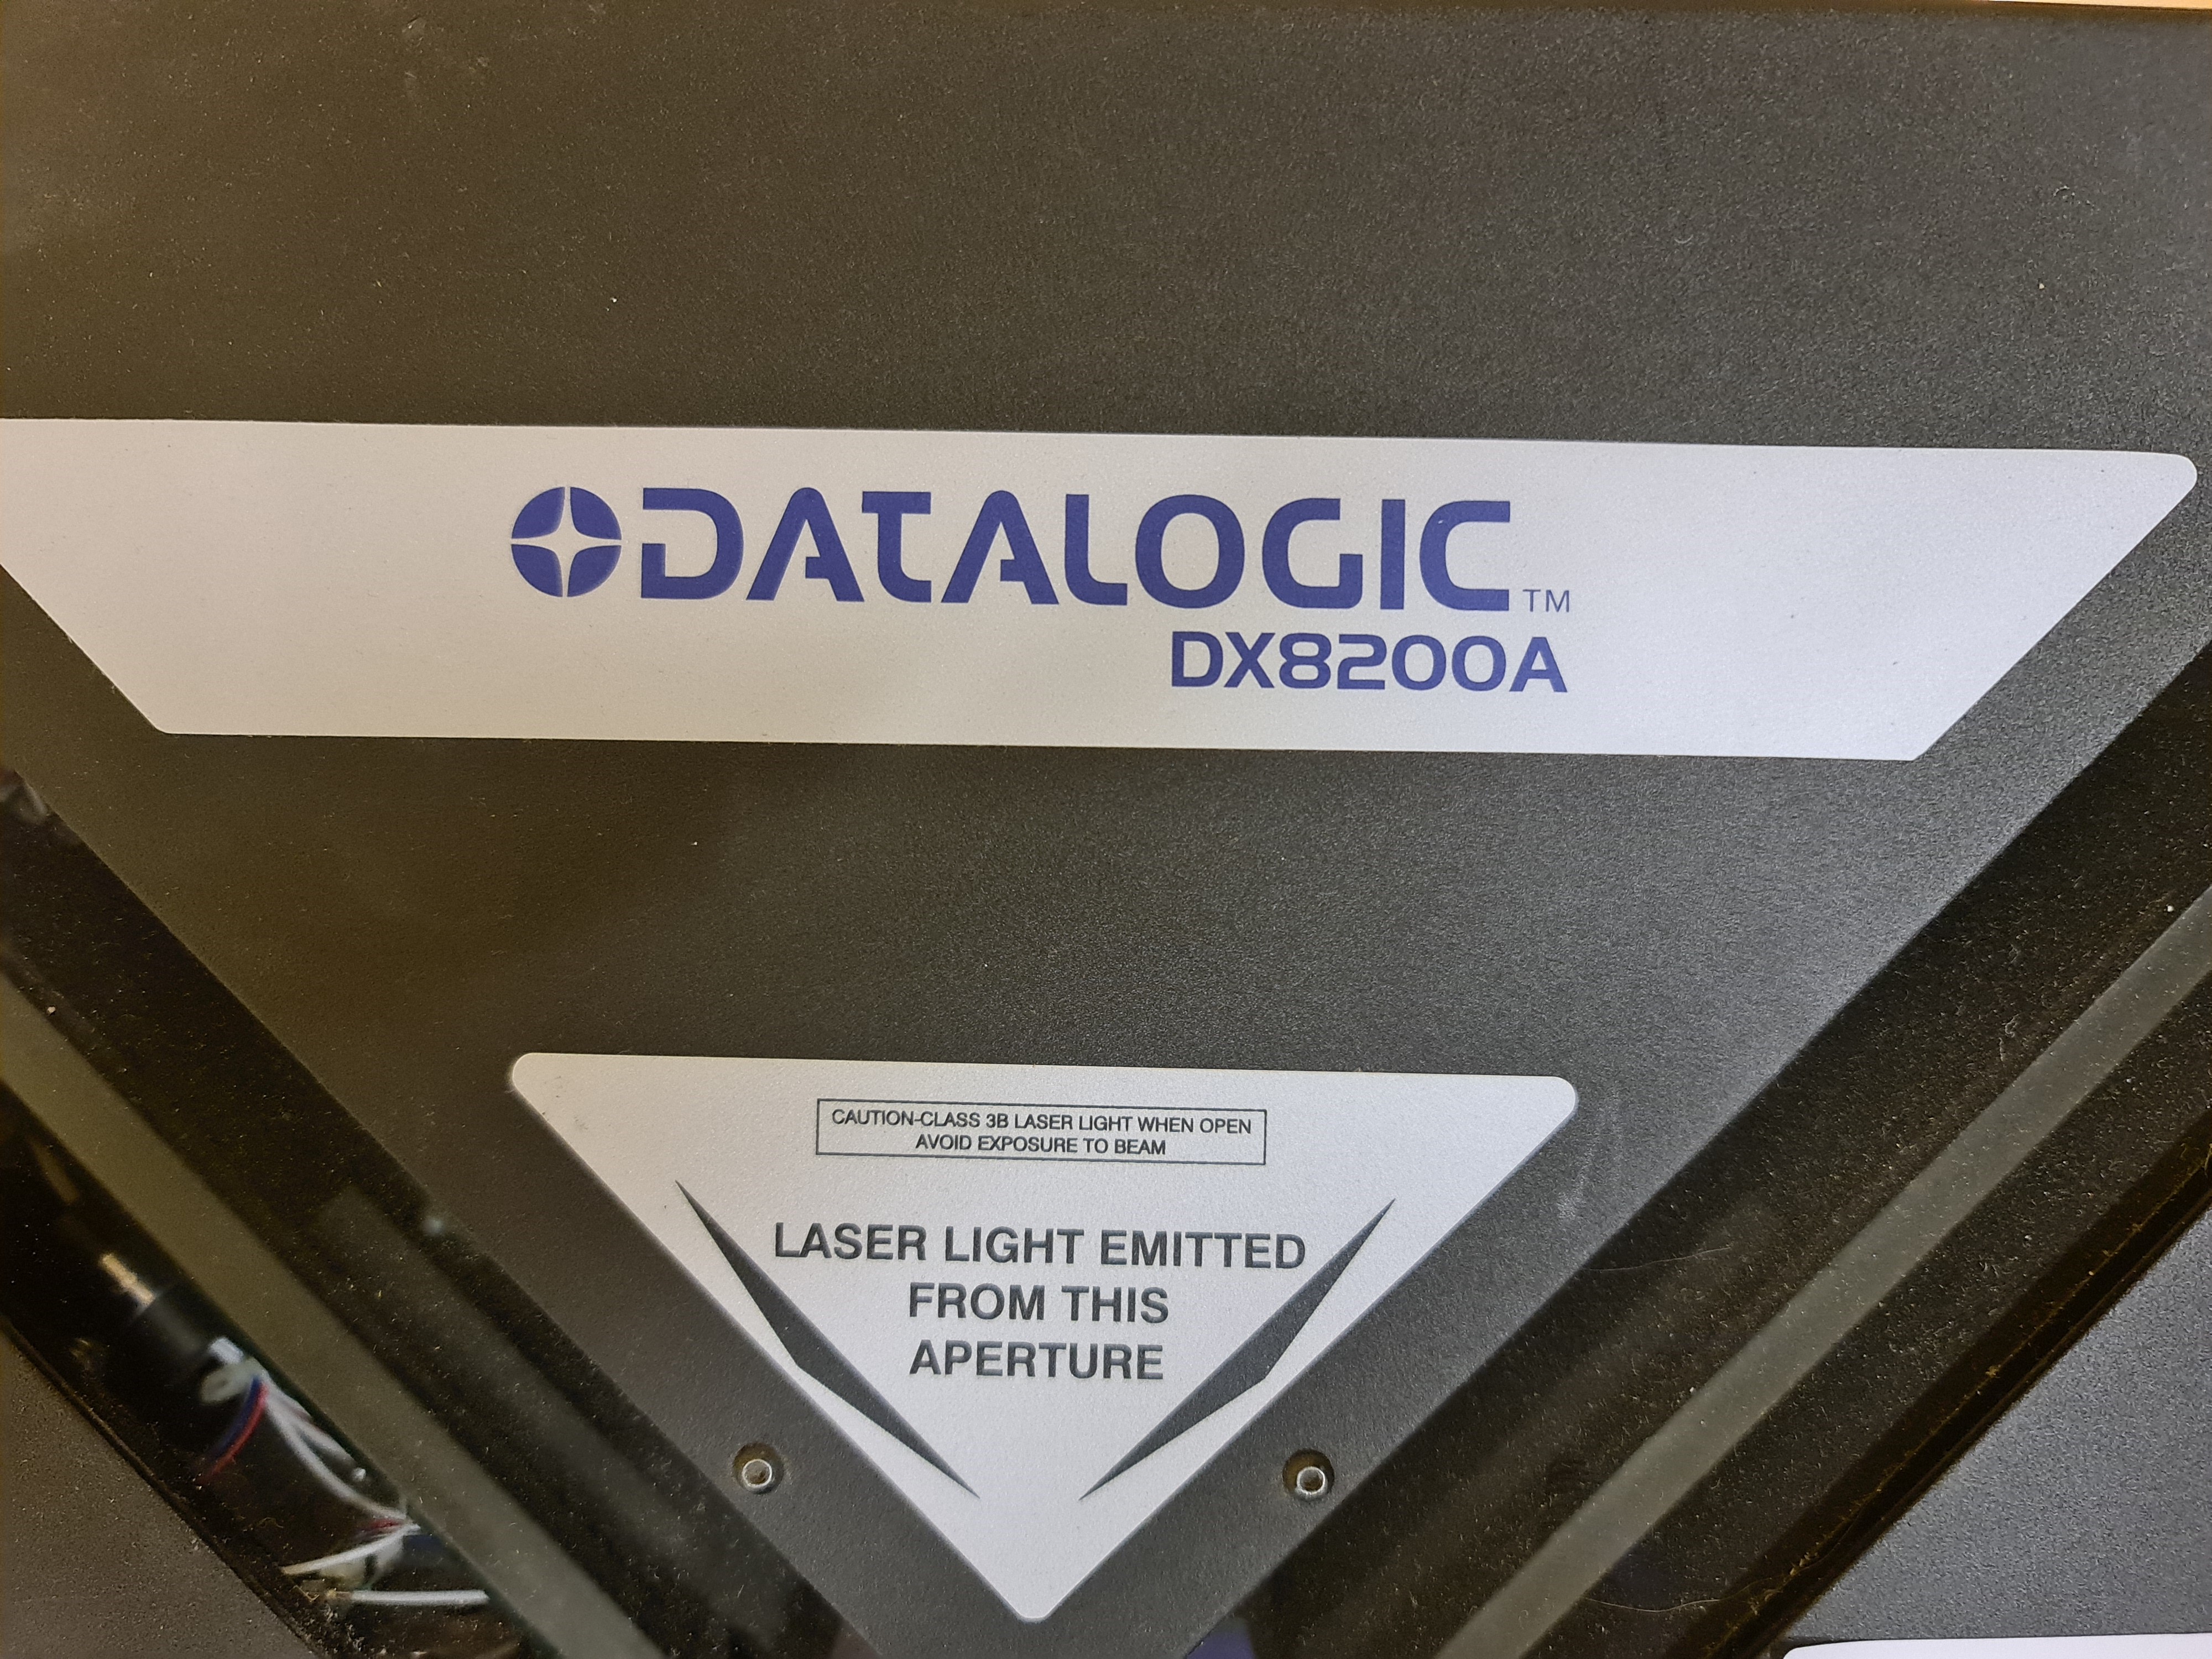 DATALOGIC™
DX8200A
CAUTION-CLASS 3B LASER LIGHT WHEN OPEN
AVOID EXPOSURE TO BEAM
LASER LIGHT EMITTED
FROM THIS
APERTURE